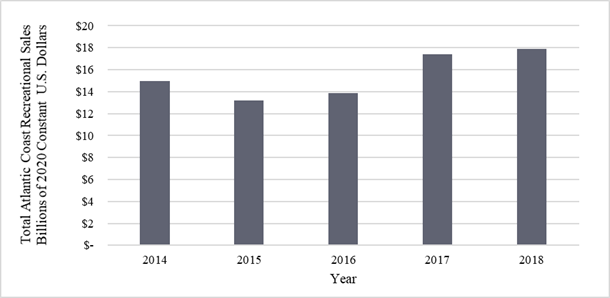 Total Atlantic Coast Recreational Sales
Billions of 2020 Constant U.S. Dollars
$20
$18
$16
$14
$12
$10
$8
$6
$4
$2
$-
2014 2015 2016 2017 2018
Year